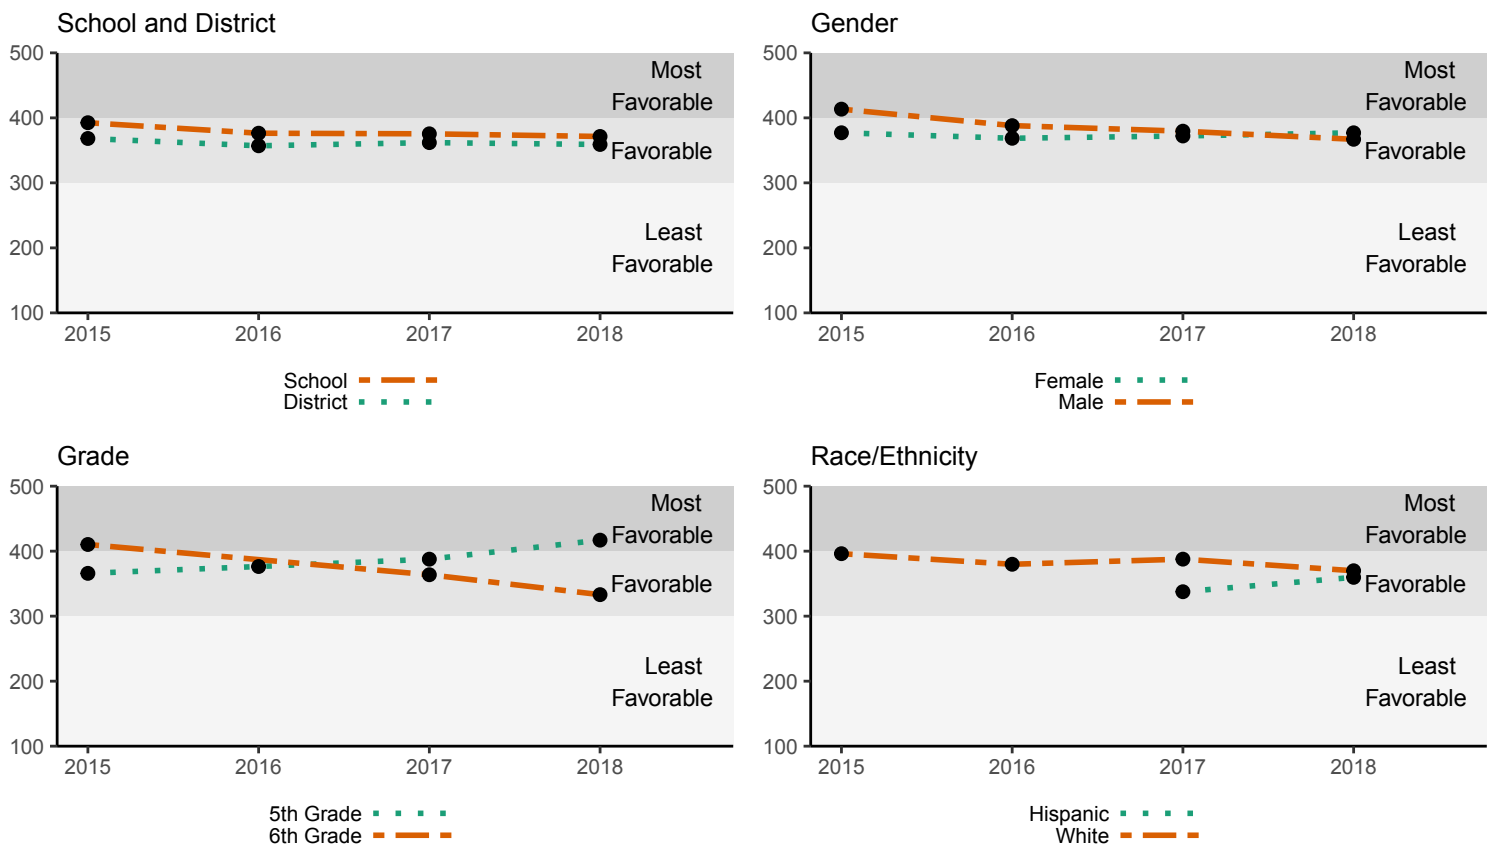 School and District
500
400
300
200
100
Most
Favorable
Favorable
Least
Favorable
2015 2016 2017 2018
School
District
Gender
500
400
300
200
100
Most
Favorable
Favorable
Least
Favorable
2015 2016 2017 2018
Female
Male
Grade
500
400
300
200
100
Most
Favorable
Favorable
Least
Favorable
2015 2016 2017 2018
5th Grade
6th Grade
Race/Ethnicity
500
400
300
200
100
Most
Favorable
Favorable
Least
Favorable
2015 2016 2017 2018
Hispanic
White